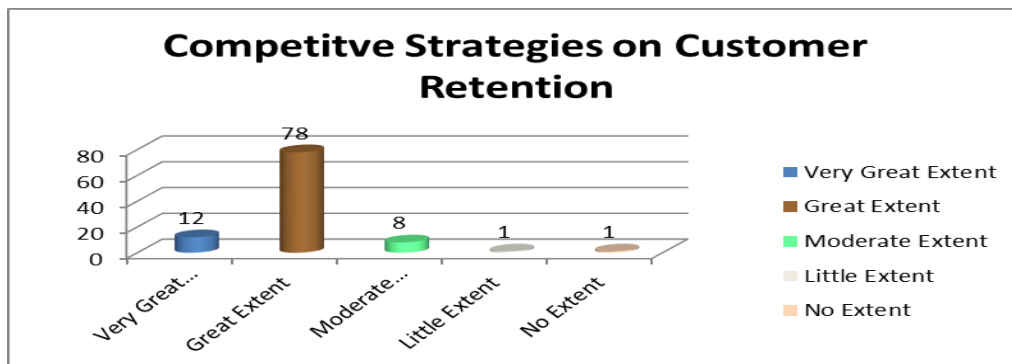 Competitve Strategies on Customer
Retention
78
80
60
40
20
0
12
8
1
1
Very Great...
Great Extent
Moderate...
Little Extent
No Extent
Very Great Extent
Great Extent
Moderate Extent
Little Extent
No Extent